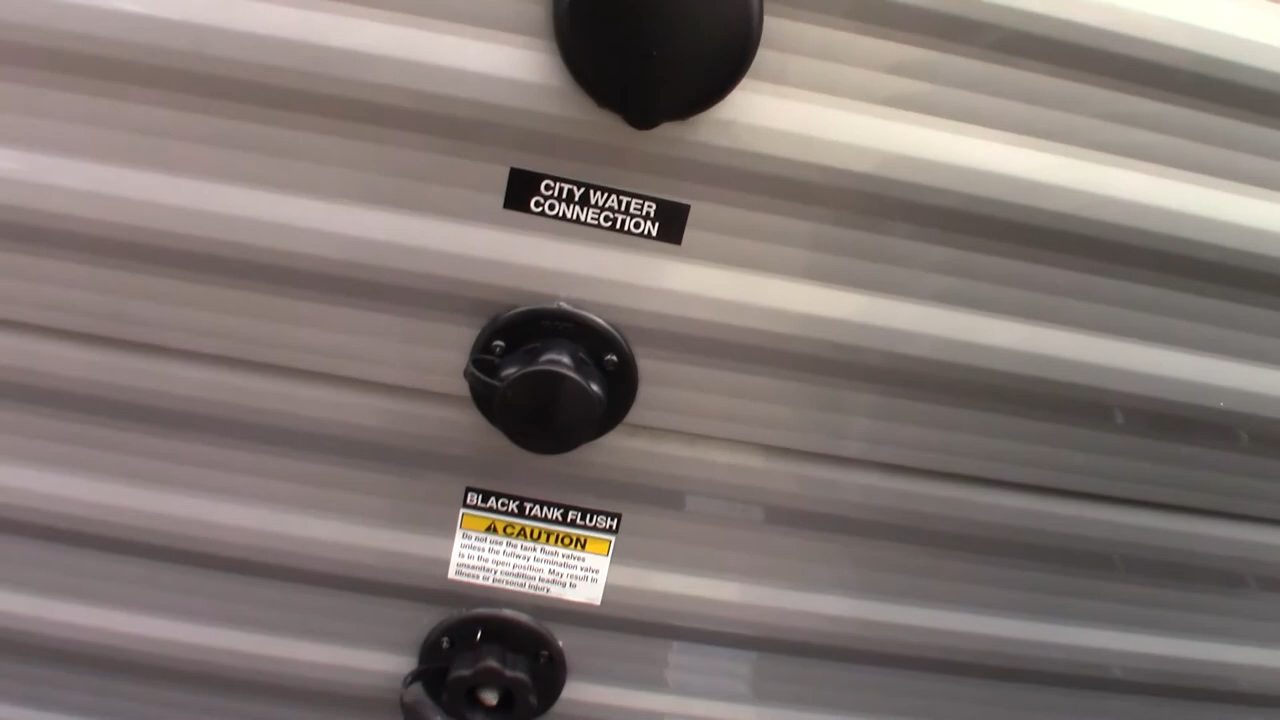 CITY WATER
CONNECTION
BLACK TANK FLUSH
CAUTION
Do not use the tank flush valves
unless the fullway termination valve
is in the open position. May result in
unsanitary condition leading to
illness or personal injury.